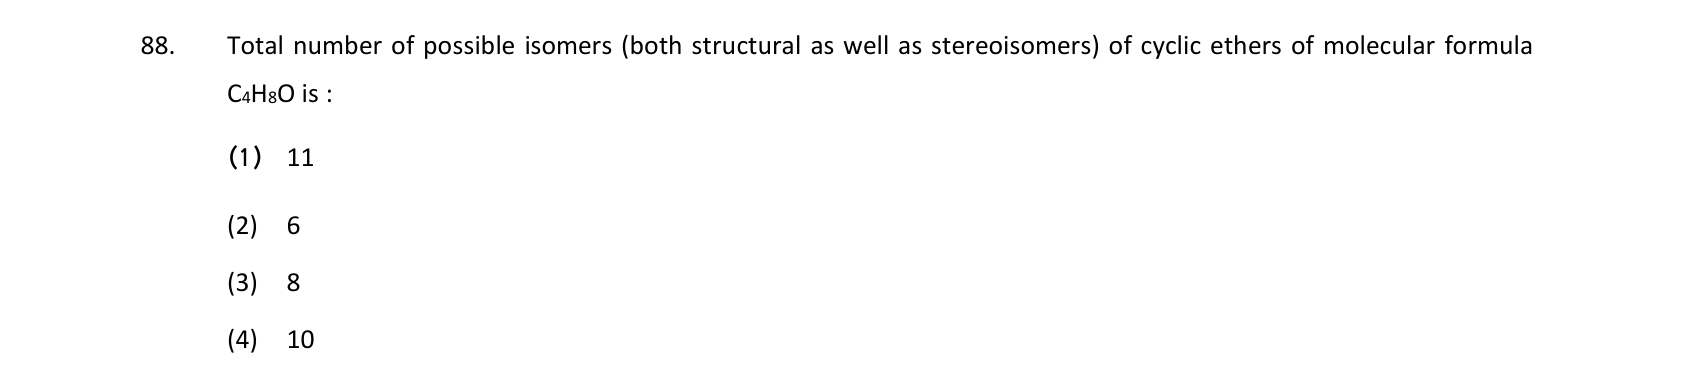 88. Total number of possible isomers (both structural as well as stereoisomers) of cyclic ethers of molecular formula
C₄H₈O is :
(1) 11
(2) 6
(3) 8
(4) 10